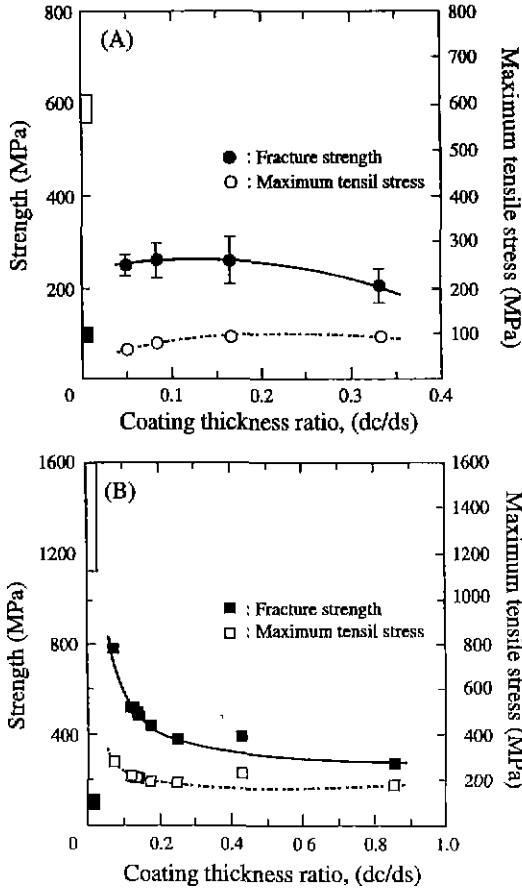 (A)
800
600
400
200
0
Strength (MPa)
● : Fracture strength
○ : Maximum tensil stress
800
700
600
500
400
300
200
100
Maximum tensile stress (MPa)
0 0.1 0.2 0.3 0.4
Coating thickness ratio, (dc/ds)
(B)
1600
1200
800
400
Strength (MPa)
■ : Fracture strength
□ : Maximum tensil stress
1600
1400
1200
1000
800
600
400
200
Maximum tensile stress (MPa)
0 0.2 0.4 0.6 0.8 1.0
Coating thickness ratio, (dc/ds)